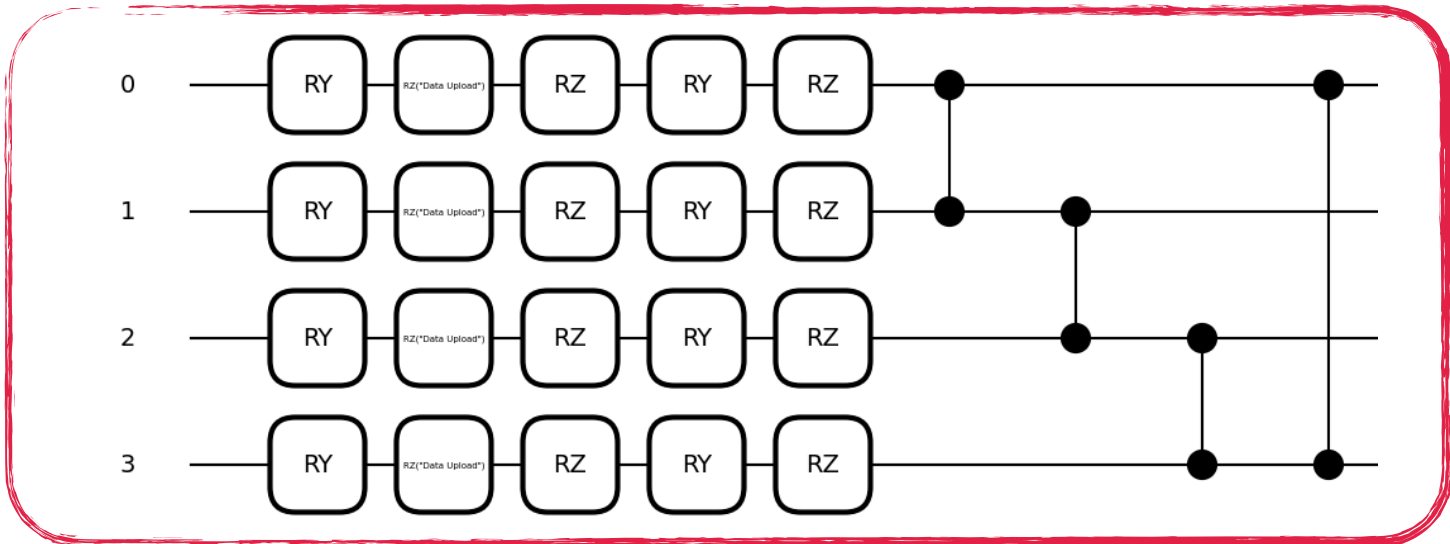 0 RY RZ("Data Upload") RZ RY RZ
1 RY RZ("Data Upload") RZ RY RZ
2 RY RZ("Data Upload") RZ RY RZ
3 RY RZ("Data Upload") RZ RY RZ